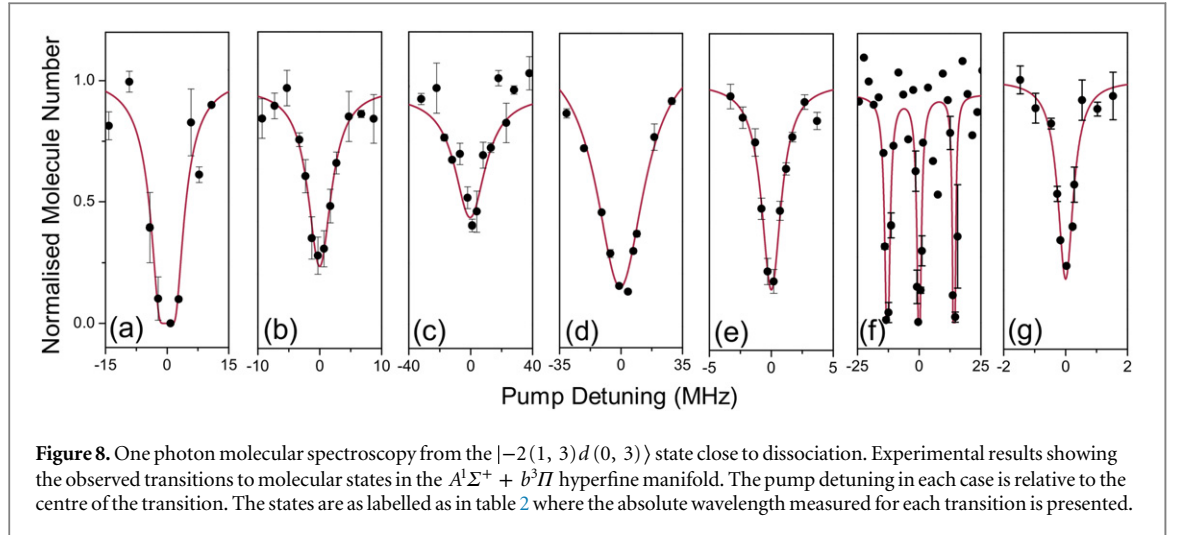 Normalised Molecule Number
1.0
0.5
0.0
(a) (b) (c) (d) (e) (f) (g)
-15 0 15 -10 0 10 -40 0 40 -35 0 35 -5 0 5 -25 0 25 -2 0 2
Pump Detuning (MHz)
Figure 8. One photon molecular spectroscopy from the |−2(1, 3)d(0, 3)⟩ state close to dissociation. Experimental results showing
the observed transitions to molecular states in the A¹Σ⁺ + b³Π hyperfine manifold. The pump detuning in each case is relative to the
centre of the transition. The states are as labelled as in table 2 where the absolute wavelength measured for each transition is presented.